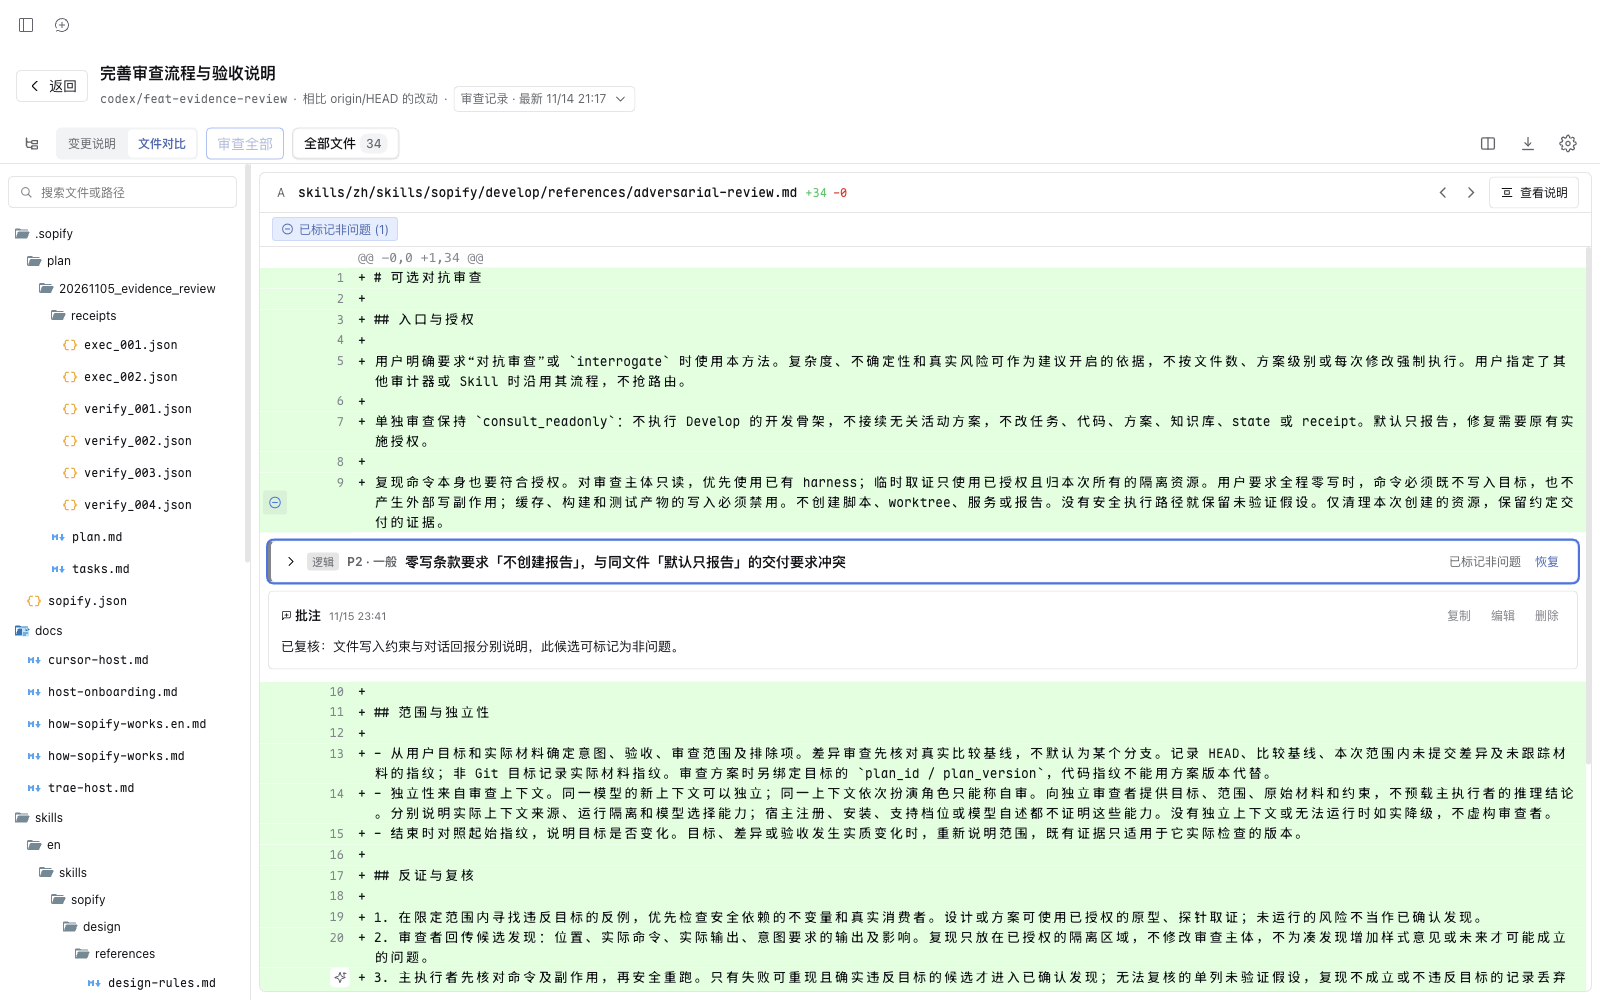 返回
完善审查流程与验收说明
codex/feat-evidence-review · 相比 origin/HEAD 的改动 ·
审查记录 · 最新 11/14 21:17
变更说明
文件对比
审查全部
全部文件 34
搜索文件或路径
.sopify
plan
20261105_evidence_review
receipts
exec_001.json
exec_002.json
verify_001.json
verify_002.json
verify_003.json
verify_004.json
plan.md
tasks.md
sopify.json
docs
cursor-host.md
host-onboarding.md
how-sopify-works.en.md
how-sopify-works.md
trae-host.md
skills
en
skills
sopify
design
references
design-rules.md
A skills/zh/skills/sopify/develop/references/adversarial-review.md +34 -0
查看说明
已标记非问题 (1)
@@ -0,0 +1,34 @@
1 + # 可选对抗审查
2 +
3 + ## 入口与授权
4 +
5 + 用户明确要求“对抗审查”或 `interrogate` 时使用本方法。复杂度、不确定性和真实风险可作为建议开启的依据，不按文件数、方案级别或每次修改强制执行。用户指定了其
他审计器或 Skill 时沿用其流程，不抢路由。
6 +
7 + 单独审查保持 `consult_readonly`：不执行 Develop 的开发骨架，不接续无关活动方案，不改任务、代码、方案、知识库、state 或 receipt。默认只报告，修复需要原有实
施授权。
8 +
9 + 复现命令本身也要符合授权。对审查主体只读，优先使用已有 harness；临时取证只使用已授权且归本次所有的隔离资源。用户要求全程零写时，命令必须既不写入目标，也不
产生外部写副作用；缓存、构建和测试产物的写入必须禁用。不创建脚本、worktree、服务或报告。没有安全执行路径就保留未验证假设。仅清理本次创建的资源，保留约定交
付的证据。
逻辑 P2 · 一般 零写条款要求「不创建报告」，与同文件「默认只报告」的交付要求冲突
已标记非问题 恢复
批注 11/15 23:41
复制 编辑 删除
已复核：文件写入约束与对话回报分别说明，此候选可标记为非问题。
10 +
11 + ## 范围与独立性
12 +
13 + - 从用户目标和实际材料确定意图、验收、审查范围及排除项。差异审查先核对真实比较基线，不默认为某个分支。记录 HEAD、比较基线、本次范围内未提交差异及未跟踪材
料的指纹；非 Git 目标记录实际材料指纹。审查方案时另绑定目标的 `plan_id / plan_version`，代码指纹不能用方案版本代替。
14 + - 独立性来自审查上下文。同一模型的新上下文可以独立；同一上下文依次扮演角色只能称自审。向独立审查者提供目标、范围、原始材料和约束，不预载主执行者的推理结论
。分别说明实际上下文来源、运行隔离和模型选择能力；宿主注册、安装、支持档位或模型自述都不证明这些能力。没有独立上下文或无法运行时如实降级，不虚构审查者。
15 + - 结束时对照起始指纹，说明目标是否变化。目标、差异或验收发生实质变化时，重新说明范围，既有证据只适用于它实际检查的版本。
16 +
17 + ## 反证与复核
18 +
19 + 1. 在限定范围内寻找违反目标的反例，优先检查安全依赖的不变量和真实消费者。设计或方案可使用已授权的原型、探针取证；未运行的风险不当作已确认发现。
20 + 2. 审查者回传候选发现：位置、实际命令、实际输出、意图要求的输出及影响。复现只放在已授权的隔离区域，不修改审查主体，不为凑发现增加样式意见或未来才可能成立
的问题。
+ 3. 主执行者先核对命令及副作用，再安全重跑。只有失败可重现且确实违反目标的候选才进入已确认发现；无法复核的单列未验证假设，复现不成立或不违反目标的记录丢弃